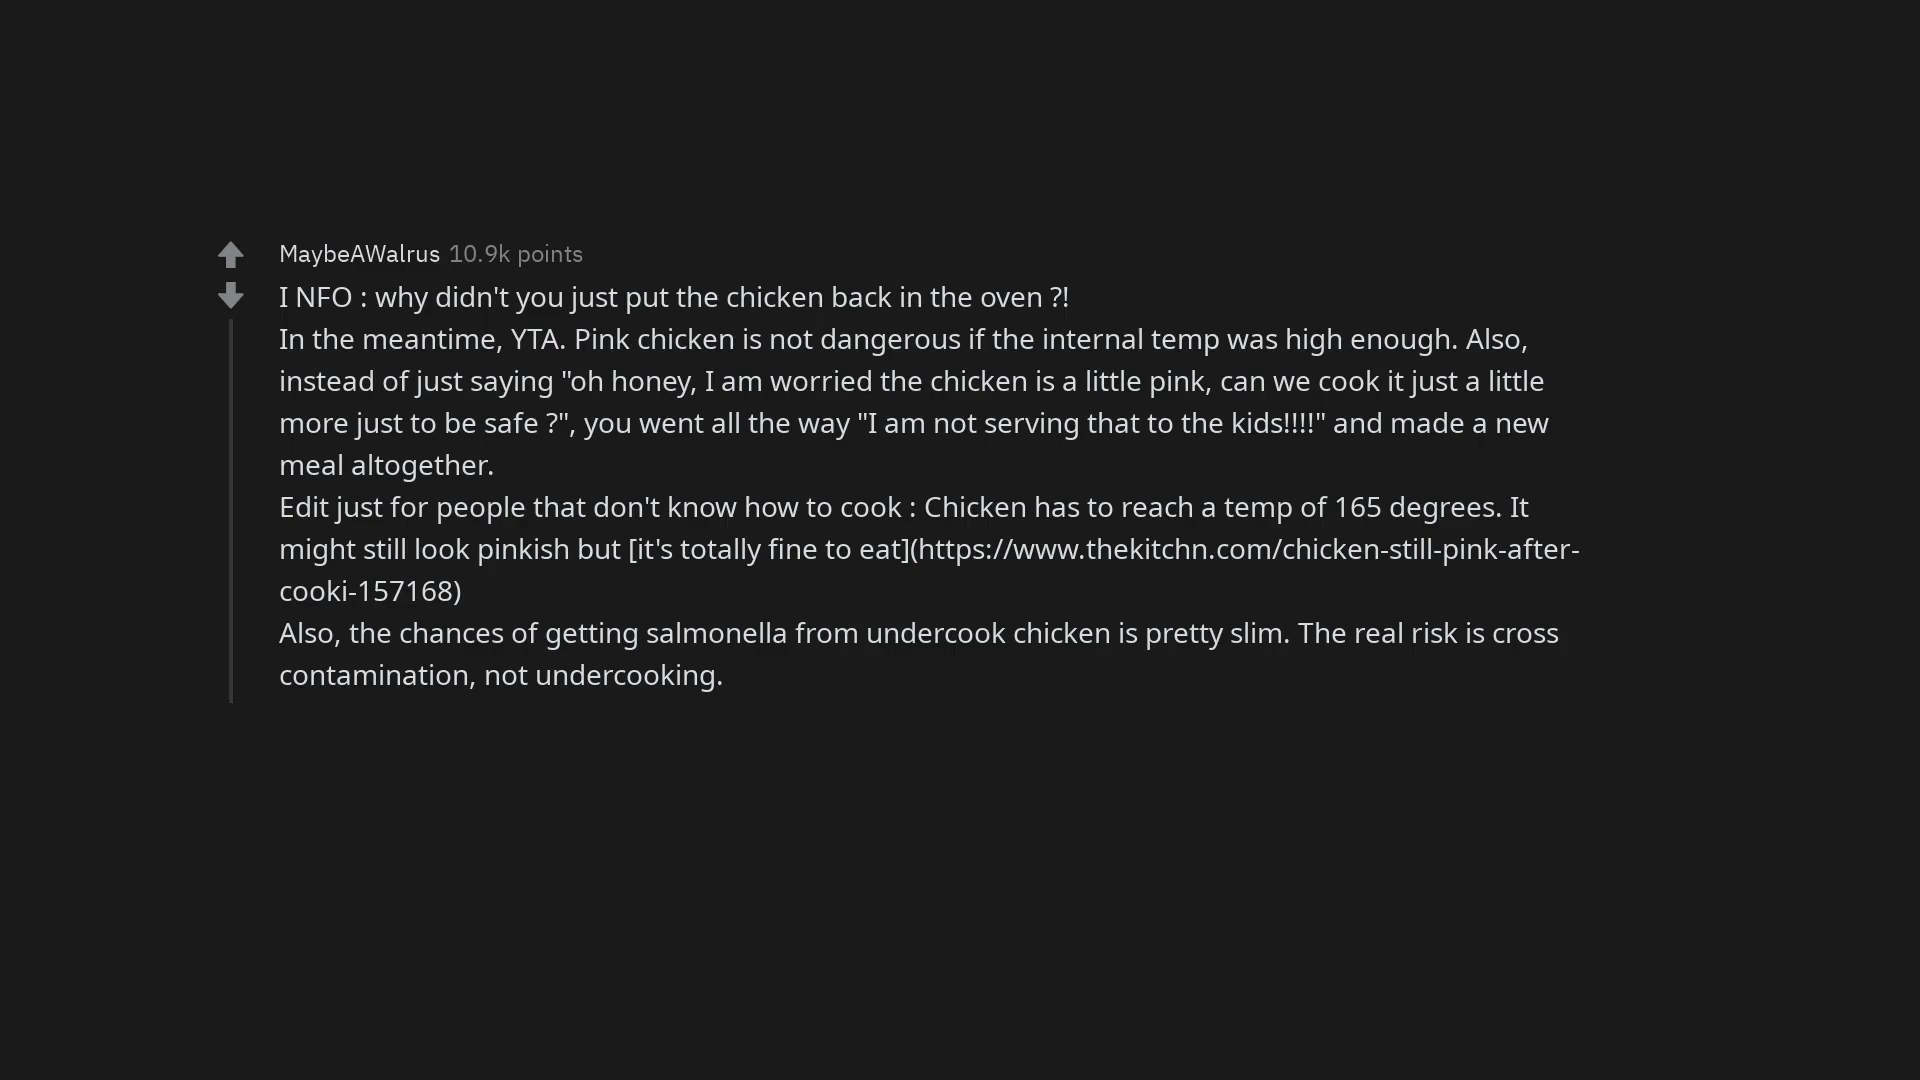 MaybeAWalrus 10.9k points
I NFO : why didn't you just put the chicken back in the oven ?!
In the meantime, YTA. Pink chicken is not dangerous if the internal temp was high enough. Also,
instead of just saying "oh honey, I am worried the chicken is a little pink, can we cook it just a little
more just to be safe ?", you went all the way "I am not serving that to the kids!!!!" and made a new
meal altogether.
Edit just for people that don't know how to cook : Chicken has to reach a temp of 165 degrees. It
might still look pinkish but [it's totally fine to eat](https://www.thekitchn.com/chicken-still-pink-after-
cooki-157168)
Also, the chances of getting salmonella from undercook chicken is pretty slim. The real risk is cross
contamination, not undercooking.